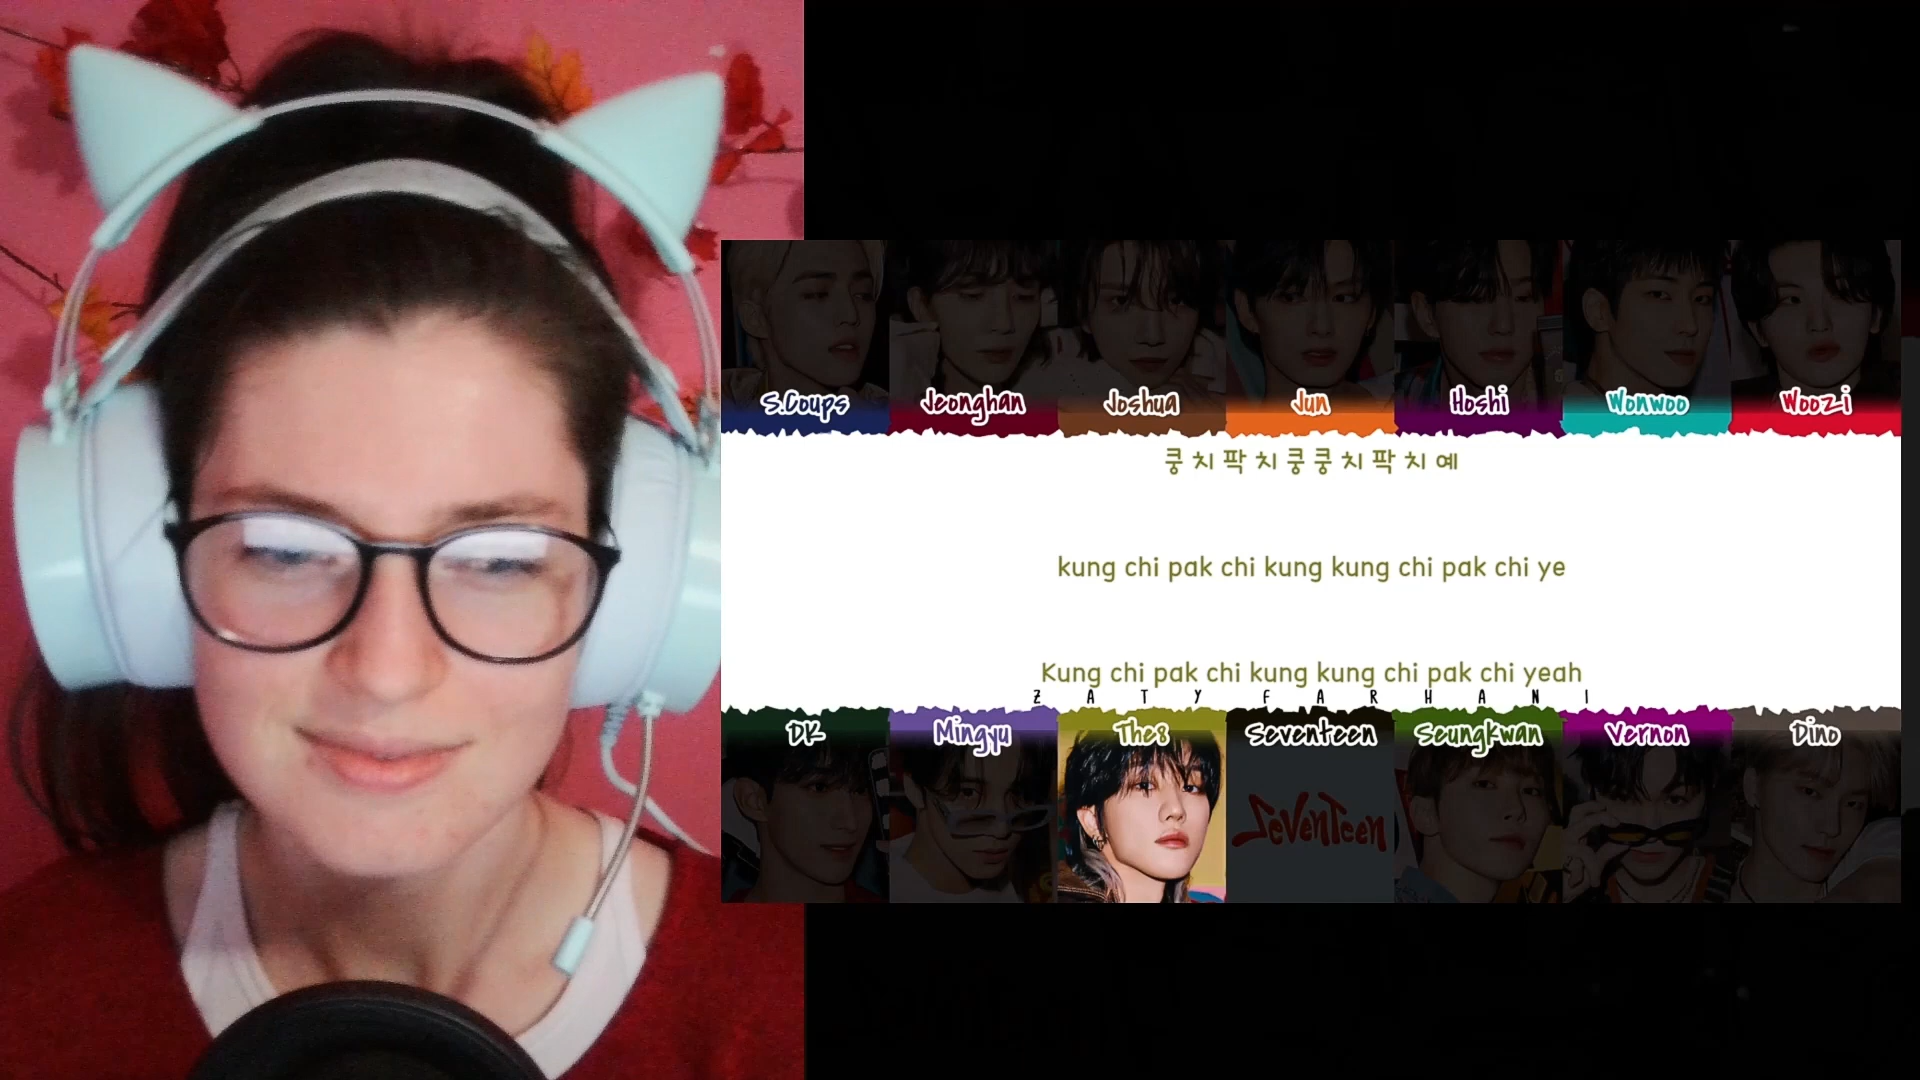 S.Coups Jeonghan Joshua Jun Hoshi Wonwoo Woozi
쿵 치 팍 치 쿵 쿵 치 팍 치 예
kung chi pak chi kung kung chi pak chi ye
Kung chi pak chi kung kung chi pak chi yeah
ZATY FARHANI
DK Mingyu The8 Seventeen Seungkwan Vernon Dino
SEVENTEEN